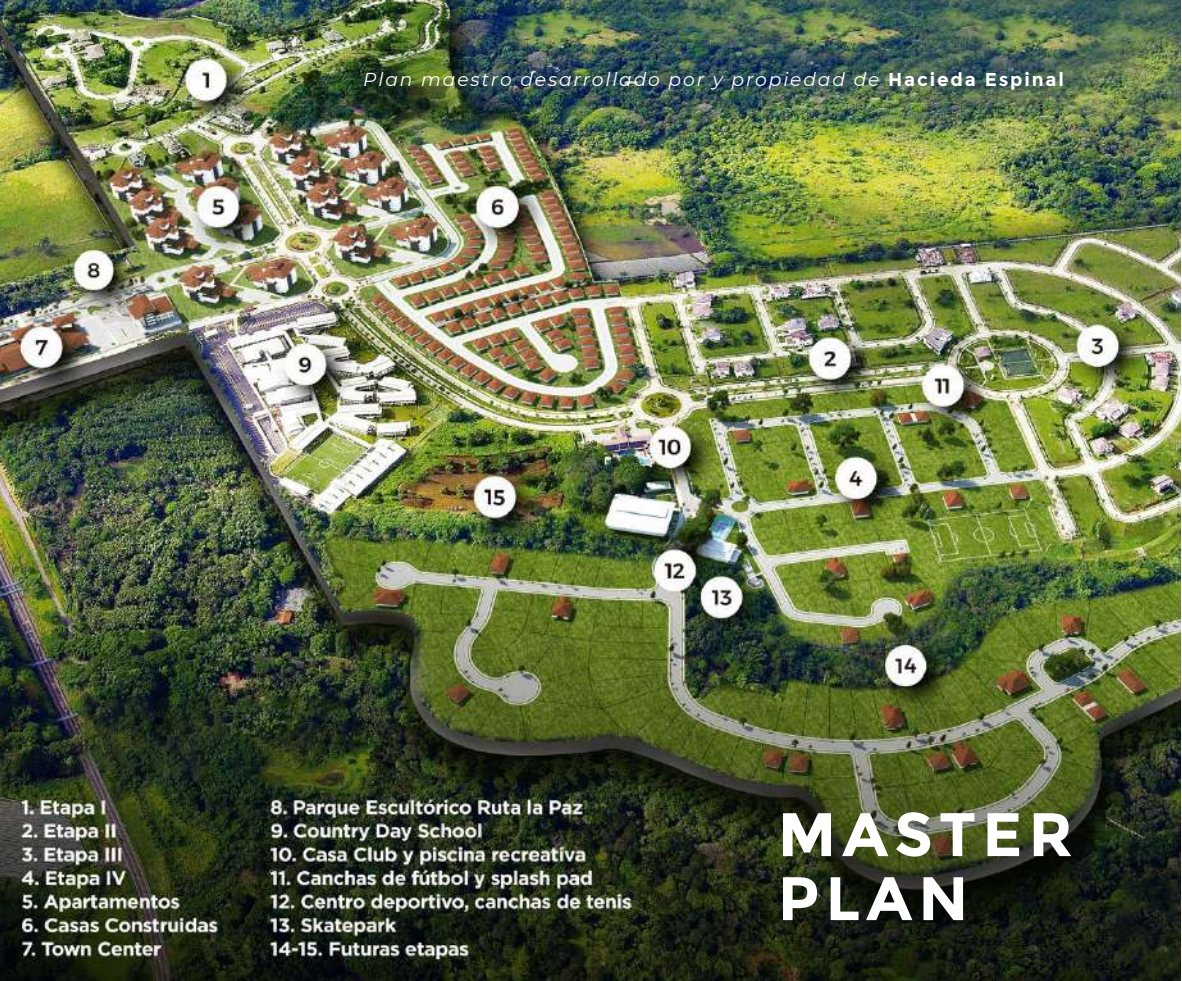 Plan maestro desarrollado por y propiedad de Hacieda Espinal
1
6
5
8
7
9
2
3
11
10
4
15
12
13
14
1. Etapa I
2. Etapa II
3. Etapa III
4. Etapa IV
5. Apartamentos
6. Casas Construidas
7. Town Center
8. Parque Escultórico Ruta la Paz
9. Country Day School
10. Casa Club y piscina recreativa
11. Canchas de fútbol y splash pad
12. Centro deportivo, canchas de tenis
13. Skatepark
14-15. Futuras etapas
MASTER
PLAN